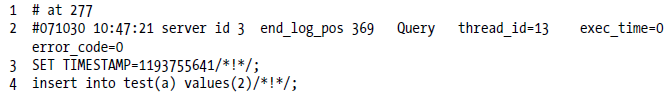 1 # at 277
2 #071030 10:47:21 server id 3 end_log_pos 369 Query thread_id=13 exec_time=0
error_code=0
3 SET TIMESTAMP=1193755641/*!*/;
4 insert into test(a) values(2)/*!*/;